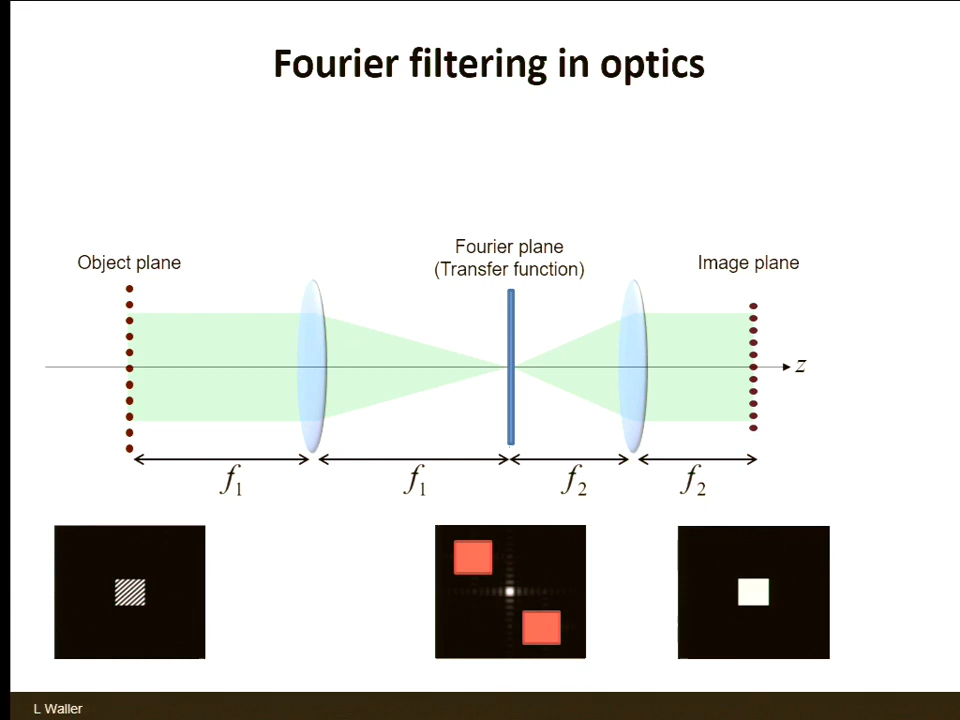 Fourier filtering in optics
Object plane
Fourier plane
(Transfer function)
Image plane
z
f1
f1
f2
f2
L Waller